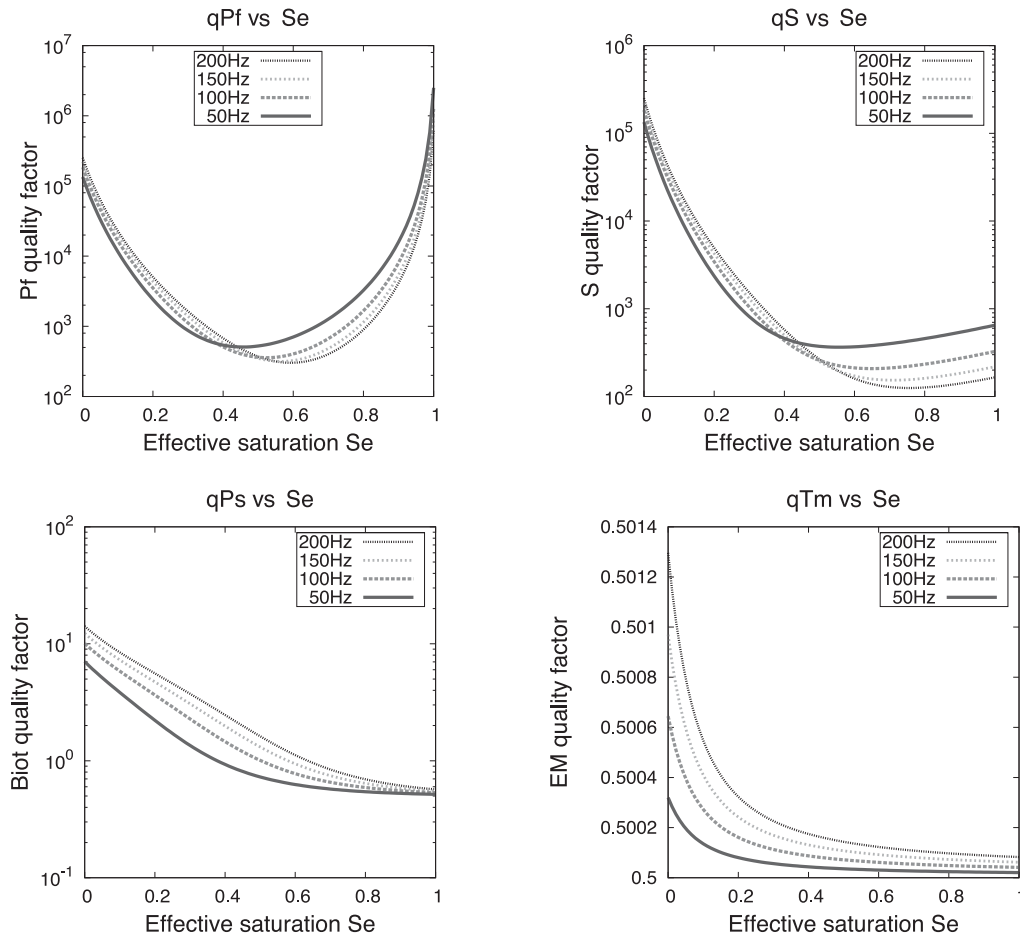 qPf vs Se
10^7
10^6
10^5
10^4
10^3
10^2
Pf quality factor
200Hz
150Hz
100Hz
50Hz
0 0.2 0.4 0.6 0.8 1
Effective saturation Se
qS vs Se
10^6
10^5
10^4
10^3
10^2
S quality factor
200Hz
150Hz
100Hz
50Hz
0 0.2 0.4 0.6 0.8 1
Effective saturation Se
qPs vs Se
10^2
10^1
10^0
10^-1
Biot quality factor
200Hz
150Hz
100Hz
50Hz
0 0.2 0.4 0.6 0.8 1
Effective saturation Se
qTm vs Se
0.5014
0.5012
0.501
0.5008
0.5006
0.5004
0.5002
0.5
EM quality factor
200Hz
150Hz
100Hz
50Hz
0 0.2 0.4 0.6 0.8 1
Effective saturation Se